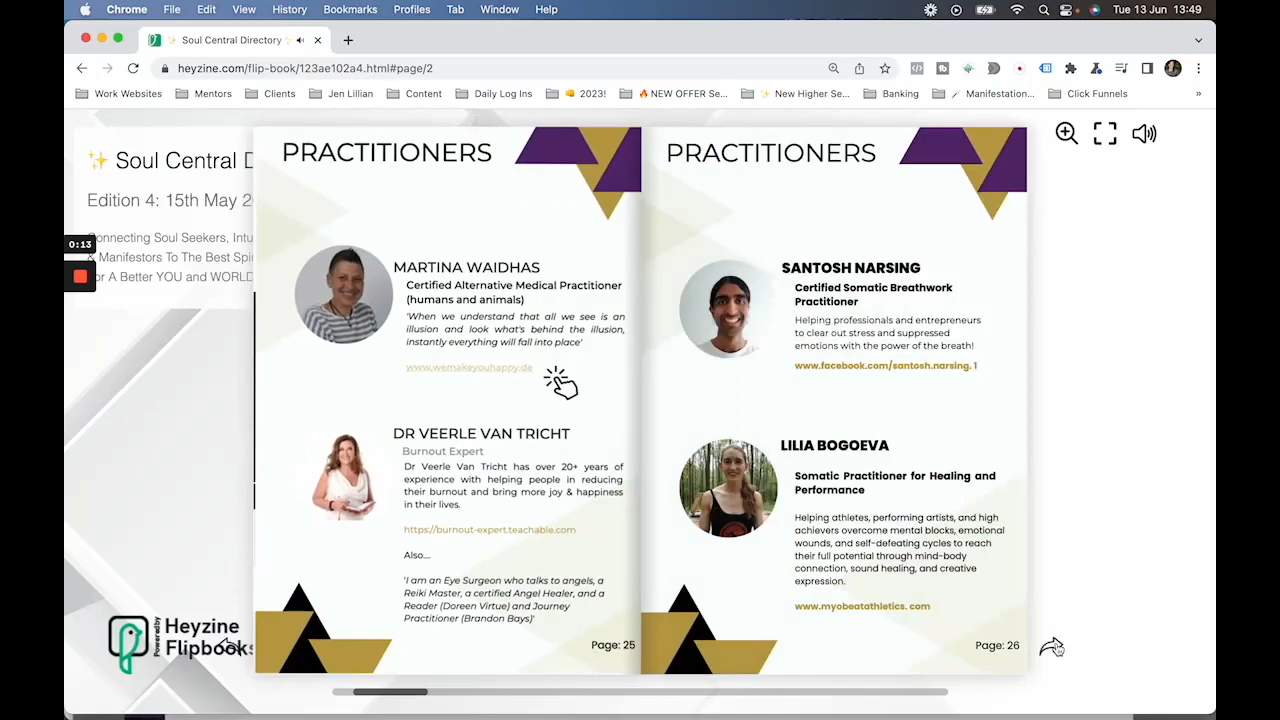 Chrome File Edit View History Bookmarks Profiles Tab Window Help Tue 13 Jun 13:49
✨ Soul Central Directory ✨
heyzine.com/flip-book/123ae102a4.html#page/2
Work Websites Mentors Clients Jen Lillian Content Daily Log Ins 👊 2023! 🔥 NEW OFFER Se... ✨ New Higher Se... Banking 🪄 Manifestation... Click Funnels »
✨ Soul Central D
Edition 4: 15th May 2
Connecting Soul Seekers, Intu
& Manifestors To The Best Spi
or A Better YOU and WORLD
0:13
PRACTITIONERS
MARTINA WAIDHAS
Certified Alternative Medical Practitioner
(humans and animals)
'When we understand that all we see is an
illusion and look what's behind the illusion,
instantly everything will fall into place'
www.wemakeyouhappy.de
DR VEERLE VAN TRICHT
Burnout Expert
Dr Veerle Van Tricht has over 20+ years of
experience with helping people in reducing
their burnout and bring more joy & happiness
in their lives.
https://burnout-expert.teachable.com
Also....
'I am an Eye Surgeon who talks to angels, a
Reiki Master, a certified Angel Healer, and a
Reader (Doreen Virtue) and Journey
Practitioner (Brandon Bays)'
Page: 25
PRACTITIONERS
SANTOSH NARSING
Certified Somatic Breathwork
Practitioner
Helping professionals and entrepreneurs
to clear out stress and suppressed
emotions with the power of the breath!
www.facebook.com/santosh.narsing.1
LILIA BOGOEVA
Somatic Practitioner for Healing and
Performance
Helping athletes, performing artists, and high
achievers overcome mental blocks, emotional
wounds, and self-defeating cycles to reach
their full potential through mind-body
connection, sound healing, and creative
expression.
www.myobeatathletics.com
Page: 26
Powered by
Heyzine
Flipbooks